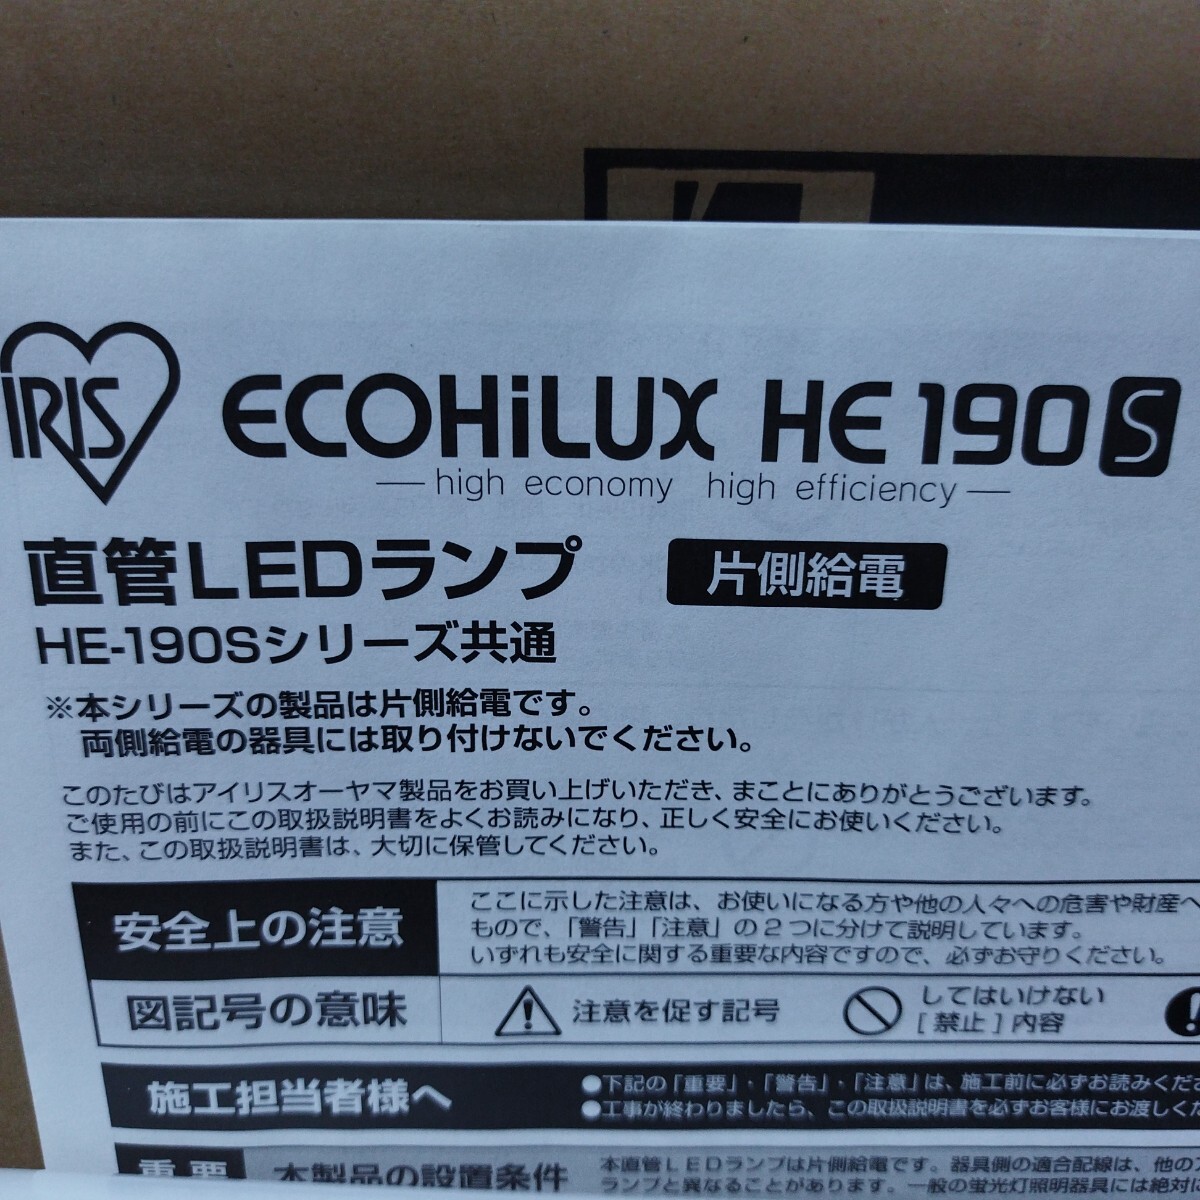 IRIS
ECOHiLUX HE190S
high economy high efficiency
直管LEDランプ 片側給電
HE-190Sシリーズ共通
※本シリーズの製品は片側給電です。
両側給電の器具には取り付けないでください。
このたびはアイリスオーヤマ製品をお買い上げいただき、まことにありがとうございます。
ご使用の前にこの取扱説明書をよくお読みになり、正しく安全にお使いください。
また、この取扱説明書は、大切に保管してください。
安全上の注意
ここに示した注意は、お使いになる方や他の人々への危害や財産へ
もので、「警告」「注意」の2つに分けて説明しています。
いずれも安全に関する重要な内容ですので、必ずお守りください。
図記号の意味
注意を促す記号
してはいけない
[禁止]内容
施工担当者様へ
●下記の「重要」・「警告」・「注意」は、施工前に必ずお読みくださ
●工事が終わりましたら、この取扱説明書を必ずお客様にお渡しくだ
重要 本製品の設置条件
本直管LEDランプは片側給電です。器具側の適合配線は、他の
ランプと異なることがあります。一般の蛍光灯照明器具には絶対に